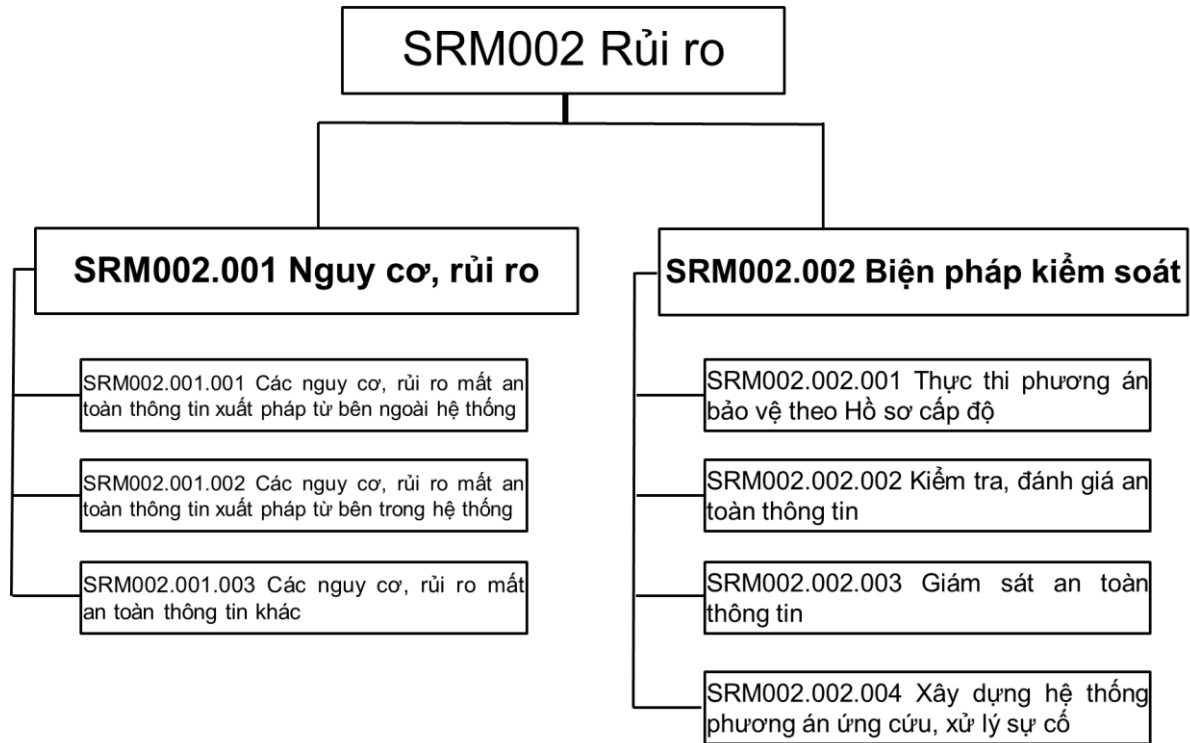 SRM002 Rủi ro
SRM002.001 Nguy cơ, rủi ro
SRM002.001.001 Các nguy cơ, rủi ro mất an
toàn thông tin xuất pháp từ bên ngoài hệ thống
SRM002.001.002 Các nguy cơ, rủi ro mất an
toàn thông tin xuất pháp từ bên trong hệ thống
SRM002.001.003 Các nguy cơ, rủi ro mất
an toàn thông tin khác
SRM002.002 Biện pháp kiểm soát
SRM002.002.001 Thực thi phương án
bảo vệ theo Hồ sơ cấp độ
SRM002.002.002 Kiểm tra, đánh giá an
toàn thông tin
SRM002.002.003 Giám sát an toàn
thông tin
SRM002.002.004 Xây dựng hệ thống
phương án ứng cứu, xử lý sự cố